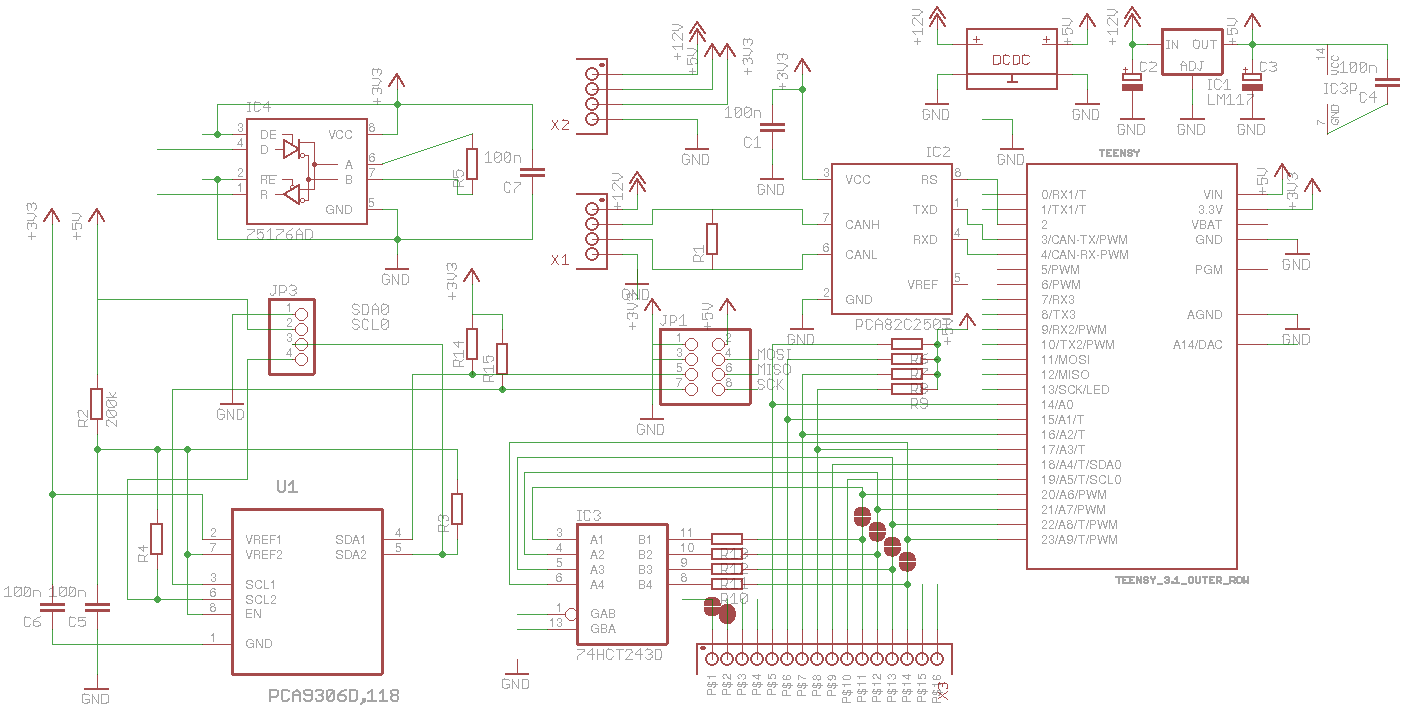 +12V
+5V
+12V
+5V
+12V
+5V
+3V3
IN OUT
ADJ
DCDC
C2
C3
IC1
LM117
14
VCC
IC3P
100n
C4
7
GND
GND
GND
GND
GND
GND
+3V3
IC4
3 DE
4 D
2 RE
1 R
VCC 8
A 6
B 7
GND 5
75176AD
R5
100n
C7
GND
X2
GND
+3V3
100n
C1
GND
GND
TEENSY
+12V
X1
GND
R1
IC2
3 VCC
7 CANH
6 CANL
2 GND
RS 8
TXD 1
RXD 4
VREF 5
PCA82C250T
GND
+5V
0/RX1/T
1/TX1/T
2
3/CAN-TX/PWM
4/CAN-RX-PWM
5/PWM
6/PWM
7/RX3
8/TX3
9/RX2/PWM
10/TX2/PWM
11/MOSI
12/MISO
13/SCK/LED
14/A0
15/A1/T
16/A2/T
17/A3/T
18/A4/T/SDA0
19/A5/T/SCL0
20/A6/PWM
21/A7/PWM
22/A8/T/PWM
23/A9/T/PWM
VIN
3.3V
VBAT
GND
PGM
AGND
A14/DAC
+5V
+3V3
GND
GND
TEENSY_3.1_OUTER_ROW
+3V3
+5V
JP3
1
2
3
4
SDA0
SCL0
GND
+3V3
R14
R15
+3V3
+5V
JP1
1 2
3 4
5 6
7 8
MOSI
MISO
SCK
GND
R6
R7
R8
R9
R2
200k
U1
R4
R3
2 VREF1
7 VREF2
3 SCL1
6 SCL2
8 EN
1 GND
SDA1 4
SDA2 5
PCA9306D,118
100n
C6
100n
C5
GND
IC3
3 A1
4 A2
5 A3
6 A4
1 GAB
13 GBA
B1 11
B2 10
B3 9
B4 8
74HCT243D
R13
R12
R11
R10
GND
P$1
P$2
P$3
P$4
P$5
P$6
P$7
P$8
P$9
P$10
P$11
P$12
P$13
P$14
P$15
P$16
X3